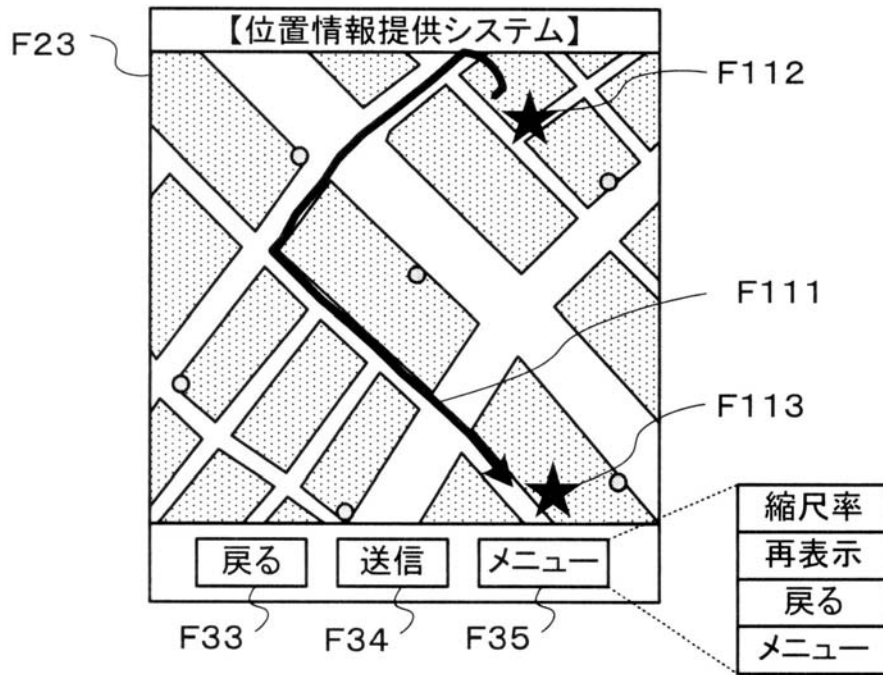 【位置情報提供システム】
F23
F112
F111
F113
縮尺率
再表示
戻る
メニュー
戻る
送信
メニュー
F33
F34
F35